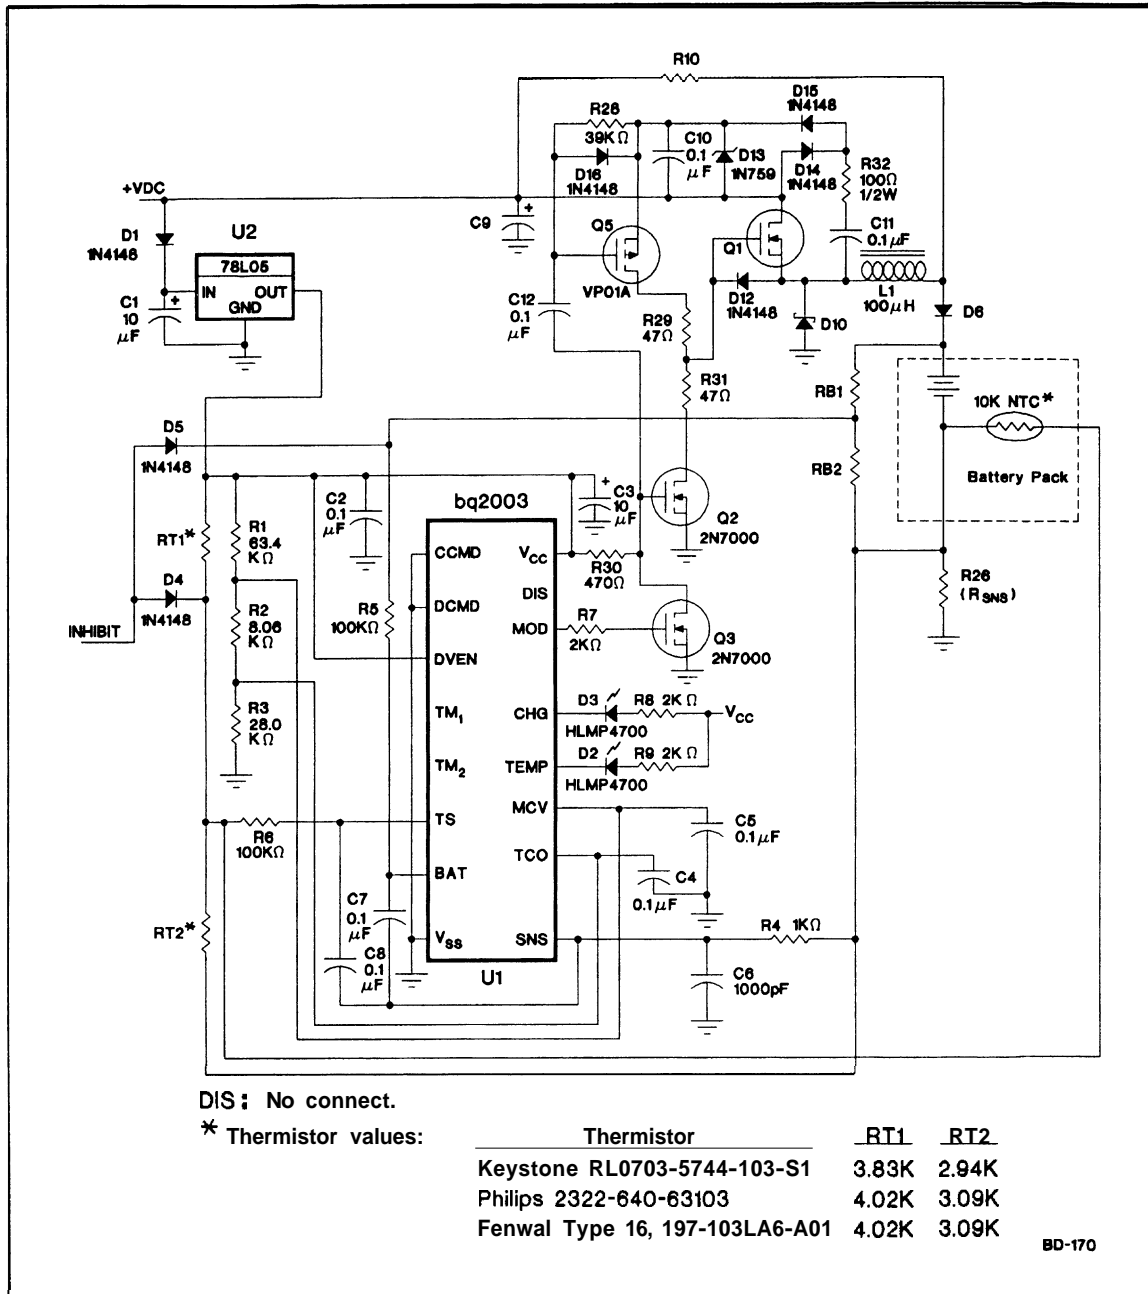 R10
D15
1N4148
R28
39KΩ
D16
1N4148
C10
0.1
μF
D13
1N759
D14
1N4148
R32
100Ω
1/2W
+VDC
C9
+
Q5
VP01A
Q1
C11
0.1μF
D1
1N4148
U2
78L05
IN OUT
GND
C1
10
μF
+
C12
0.1
μF
R29
47Ω
D12
1N4148
D10
L1
100μH
D6
R31
47Ω
RB1
10K NTC*
D5
1N4148
RB2
Battery Pack
bq2003
C2
0.1
μF
C3
10
μF
+
Q2
2N7000
RT1*
R1
63.4
KΩ
CCMD
VCC
R30
470Ω
R26
(RSNS)
D4
1N4148
INHIBIT
R2
8.06
KΩ
R5
100KΩ
DCMD
DIS
MOD
R7
2KΩ
Q3
2N7000
DVEN
R3
28.0
KΩ
TM1
CHG
D3
HLMP4700
R8 2KΩ
VCC
TM2
TEMP
D2
HLMP4700
R9 2KΩ
MCV
C5
0.1μF
R6
100KΩ
TS
TCO
C4
0.1μF
BAT
C7
0.1
μF
RT2*
C8
0.1
μF
VSS
SNS
R4 1KΩ
U1
C6
1000pF
DIS: No connect.
* Thermistor values:
Thermistor RT1 RT2
Keystone RL0703-5744-103-S1 3.83K 2.94K
Philips 2322-640-63103 4.02K 3.09K
Fenwal Type 16, 197-103LA6-A01 4.02K 3.09K
BD-170